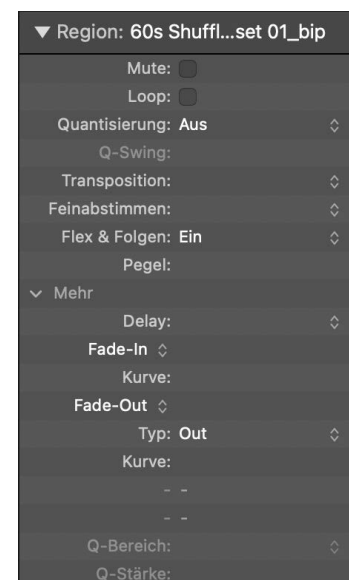 Region: 60s Shuffl...set 01_bip
Mute:
Loop:
Quantisierung: Aus
Q-Swing:
Transposition:
Feinabstimmen:
Flex & Folgen: Ein
Pegel:
Mehr
Delay:
Fade-In
Kurve:
Fade-Out
Typ: Out
Kurve:
- -
- -
Q-Bereich:
Q-Stärke: